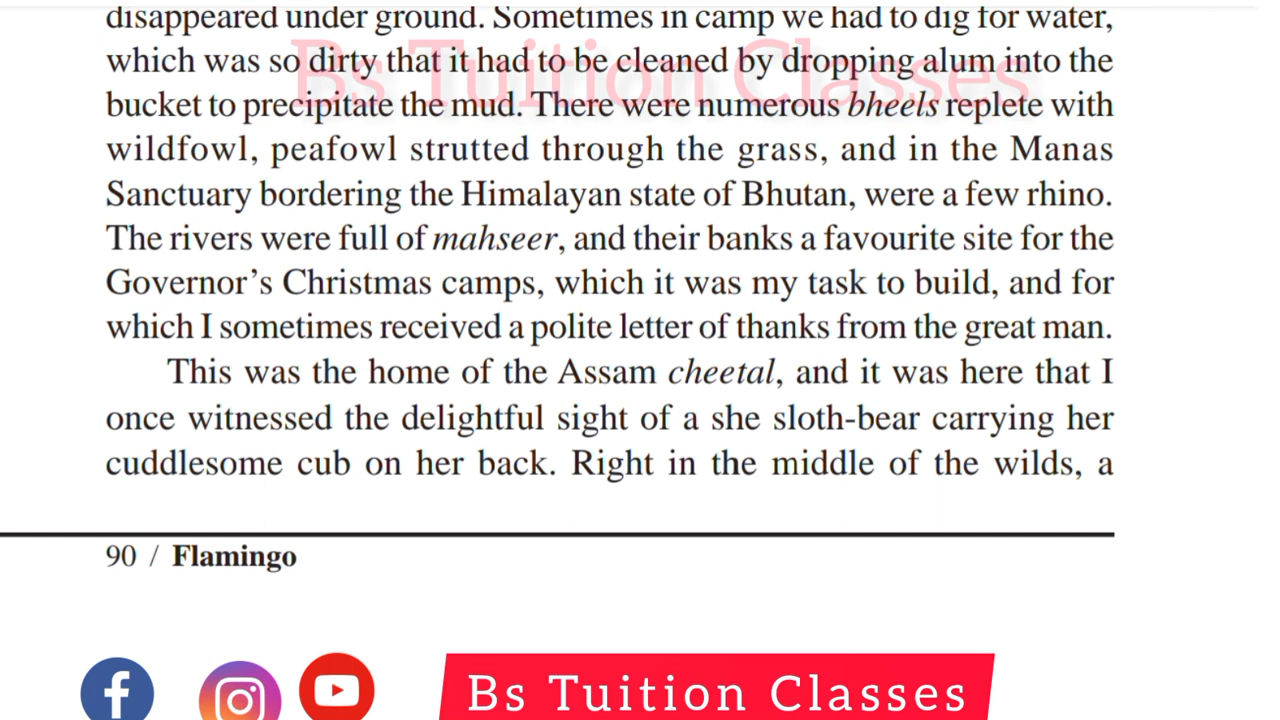 disappeared under ground. Sometimes in camp we had to dig for water,
which was so dirty that it had to be cleaned by dropping alum into the
Bs Tuition Classes
bucket to precipitate the mud. There were numerous bheels replete with
wildfowl, peafowl strutted through the grass, and in the Manas
Sanctuary bordering the Himalayan state of Bhutan, were a few rhino.
The rivers were full of mahseer, and their banks a favourite site for the
Governor's Christmas camps, which it was my task to build, and for
which I sometimes received a polite letter of thanks from the great man.
This was the home of the Assam cheetal, and it was here that I
once witnessed the delightful sight of a she sloth-bear carrying her
cuddlesome cub on her back. Right in the middle of the wilds, a
90 / Flamingo
Bs Tuition Classes